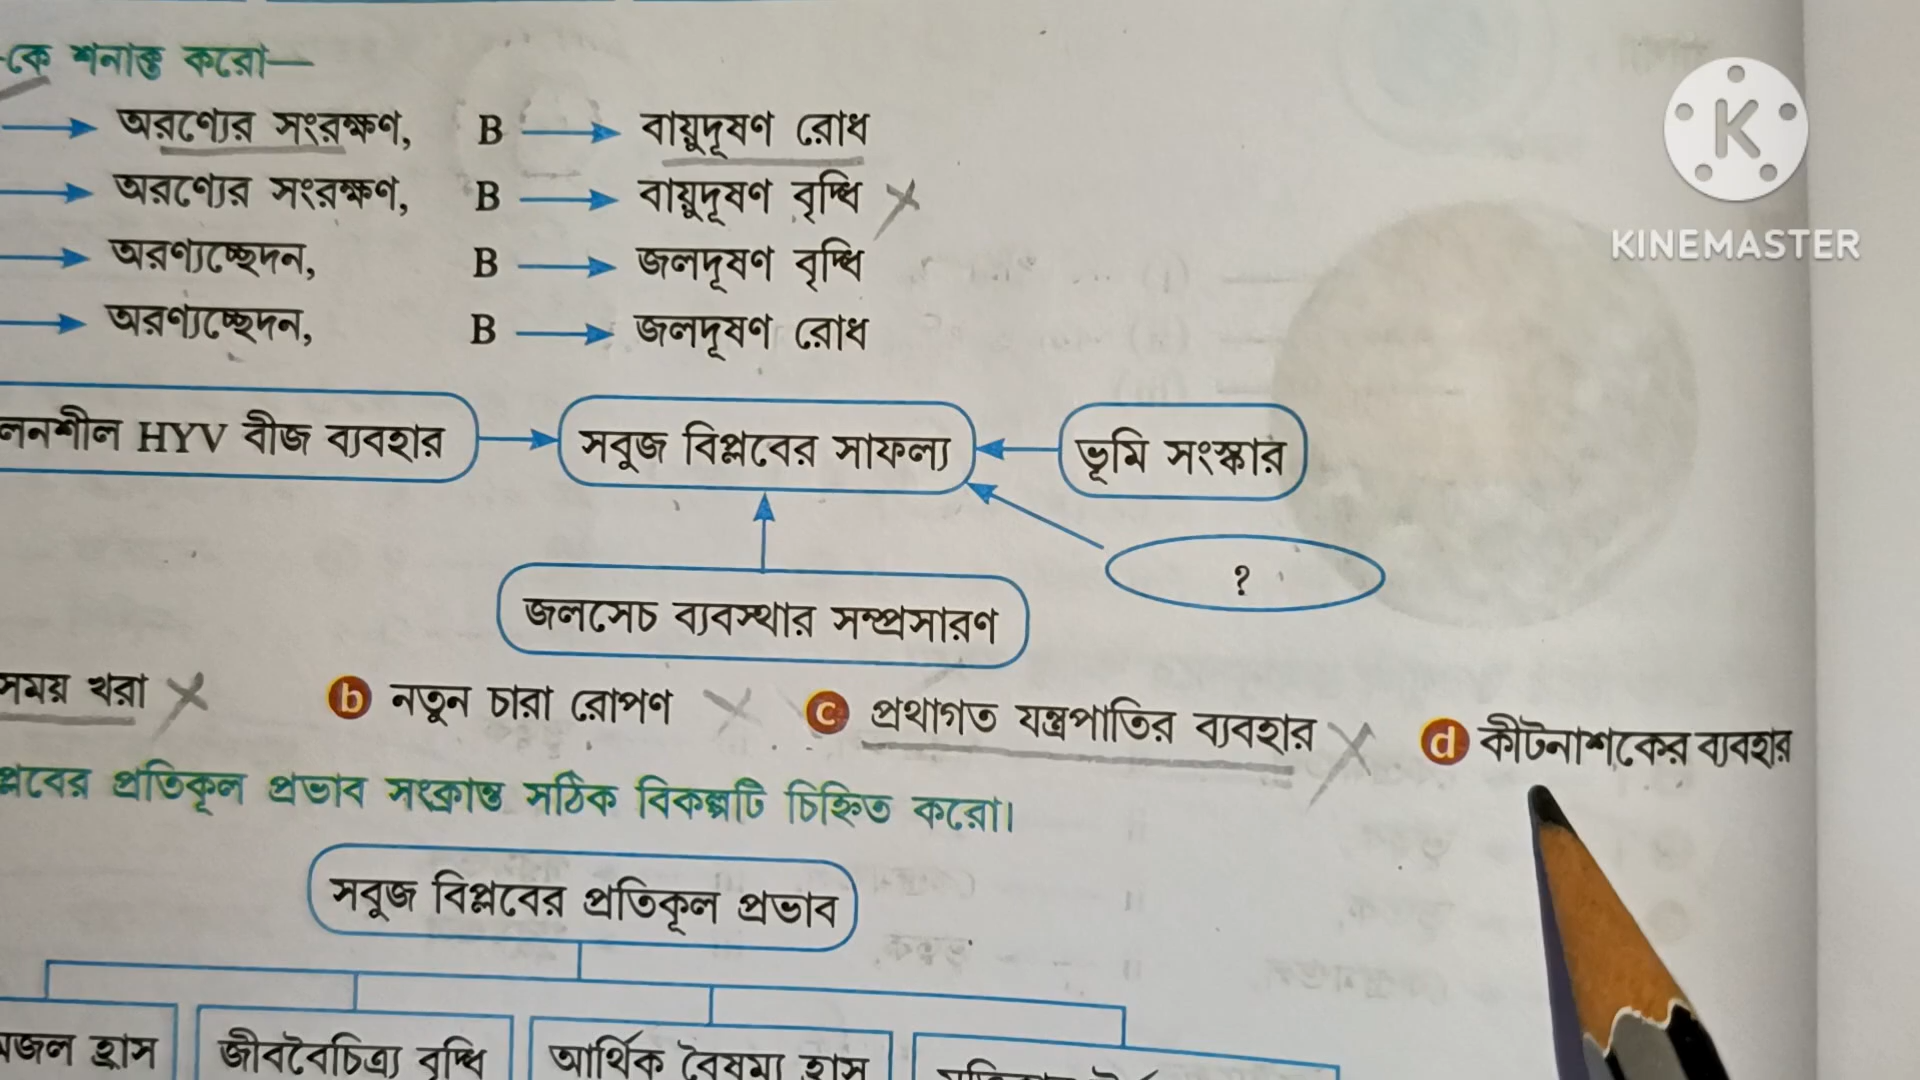 -কে শনাক্ত করো—
অরণ্যের সংরক্ষণ, B বায়ুদূষণ রোধ
অরণ্যের সংরক্ষণ, B বায়ুদূষণ বৃদ্ধি
অরণ্যচ্ছেদন, B জলদূষণ বৃদ্ধি
অরণ্যচ্ছেদন, B জলদূষণ রোধ
K
KINEMASTER
লনশীল HYV বীজ ব্যবহার
সবুজ বিপ্লবের সাফল্য
ভূমি সংস্কার
?
জলসেচ ব্যবস্থার সম্প্রসারণ
সময় খরা b নতুন চারা রোপণ c প্রথাগত যন্ত্রপাতির ব্যবহার d কীটনাশকের ব্যবহার
প্লবের প্রতিকূল প্রভাব সংক্রান্ত সঠিক বিকল্পটি চিহ্নিত করো।
সবুজ বিপ্লবের প্রতিকূল প্রভাব
হ্রাস
জীববৈচিত্র্য বৃদ্ধি
আর্থিক বৈষম্য হ্রাস